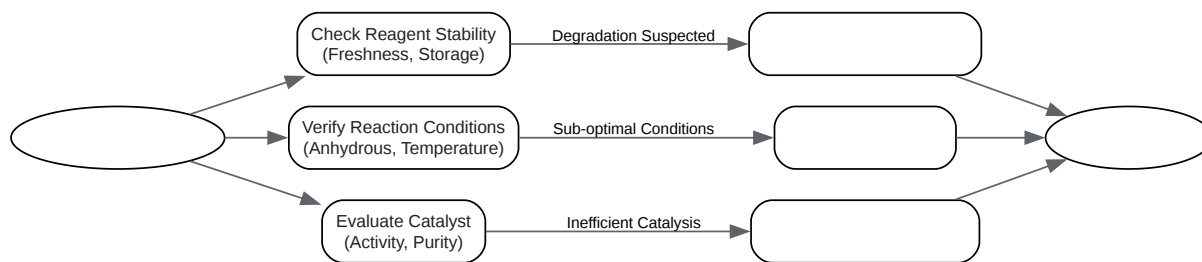 Check Reagent Stability
(Freshness, Storage)
Degradation Suspected
Verify Reaction Conditions
(Anhydrous, Temperature)
Sub-optimal Conditions
Evaluate Catalyst
(Activity, Purity)
Inefficient Catalysis